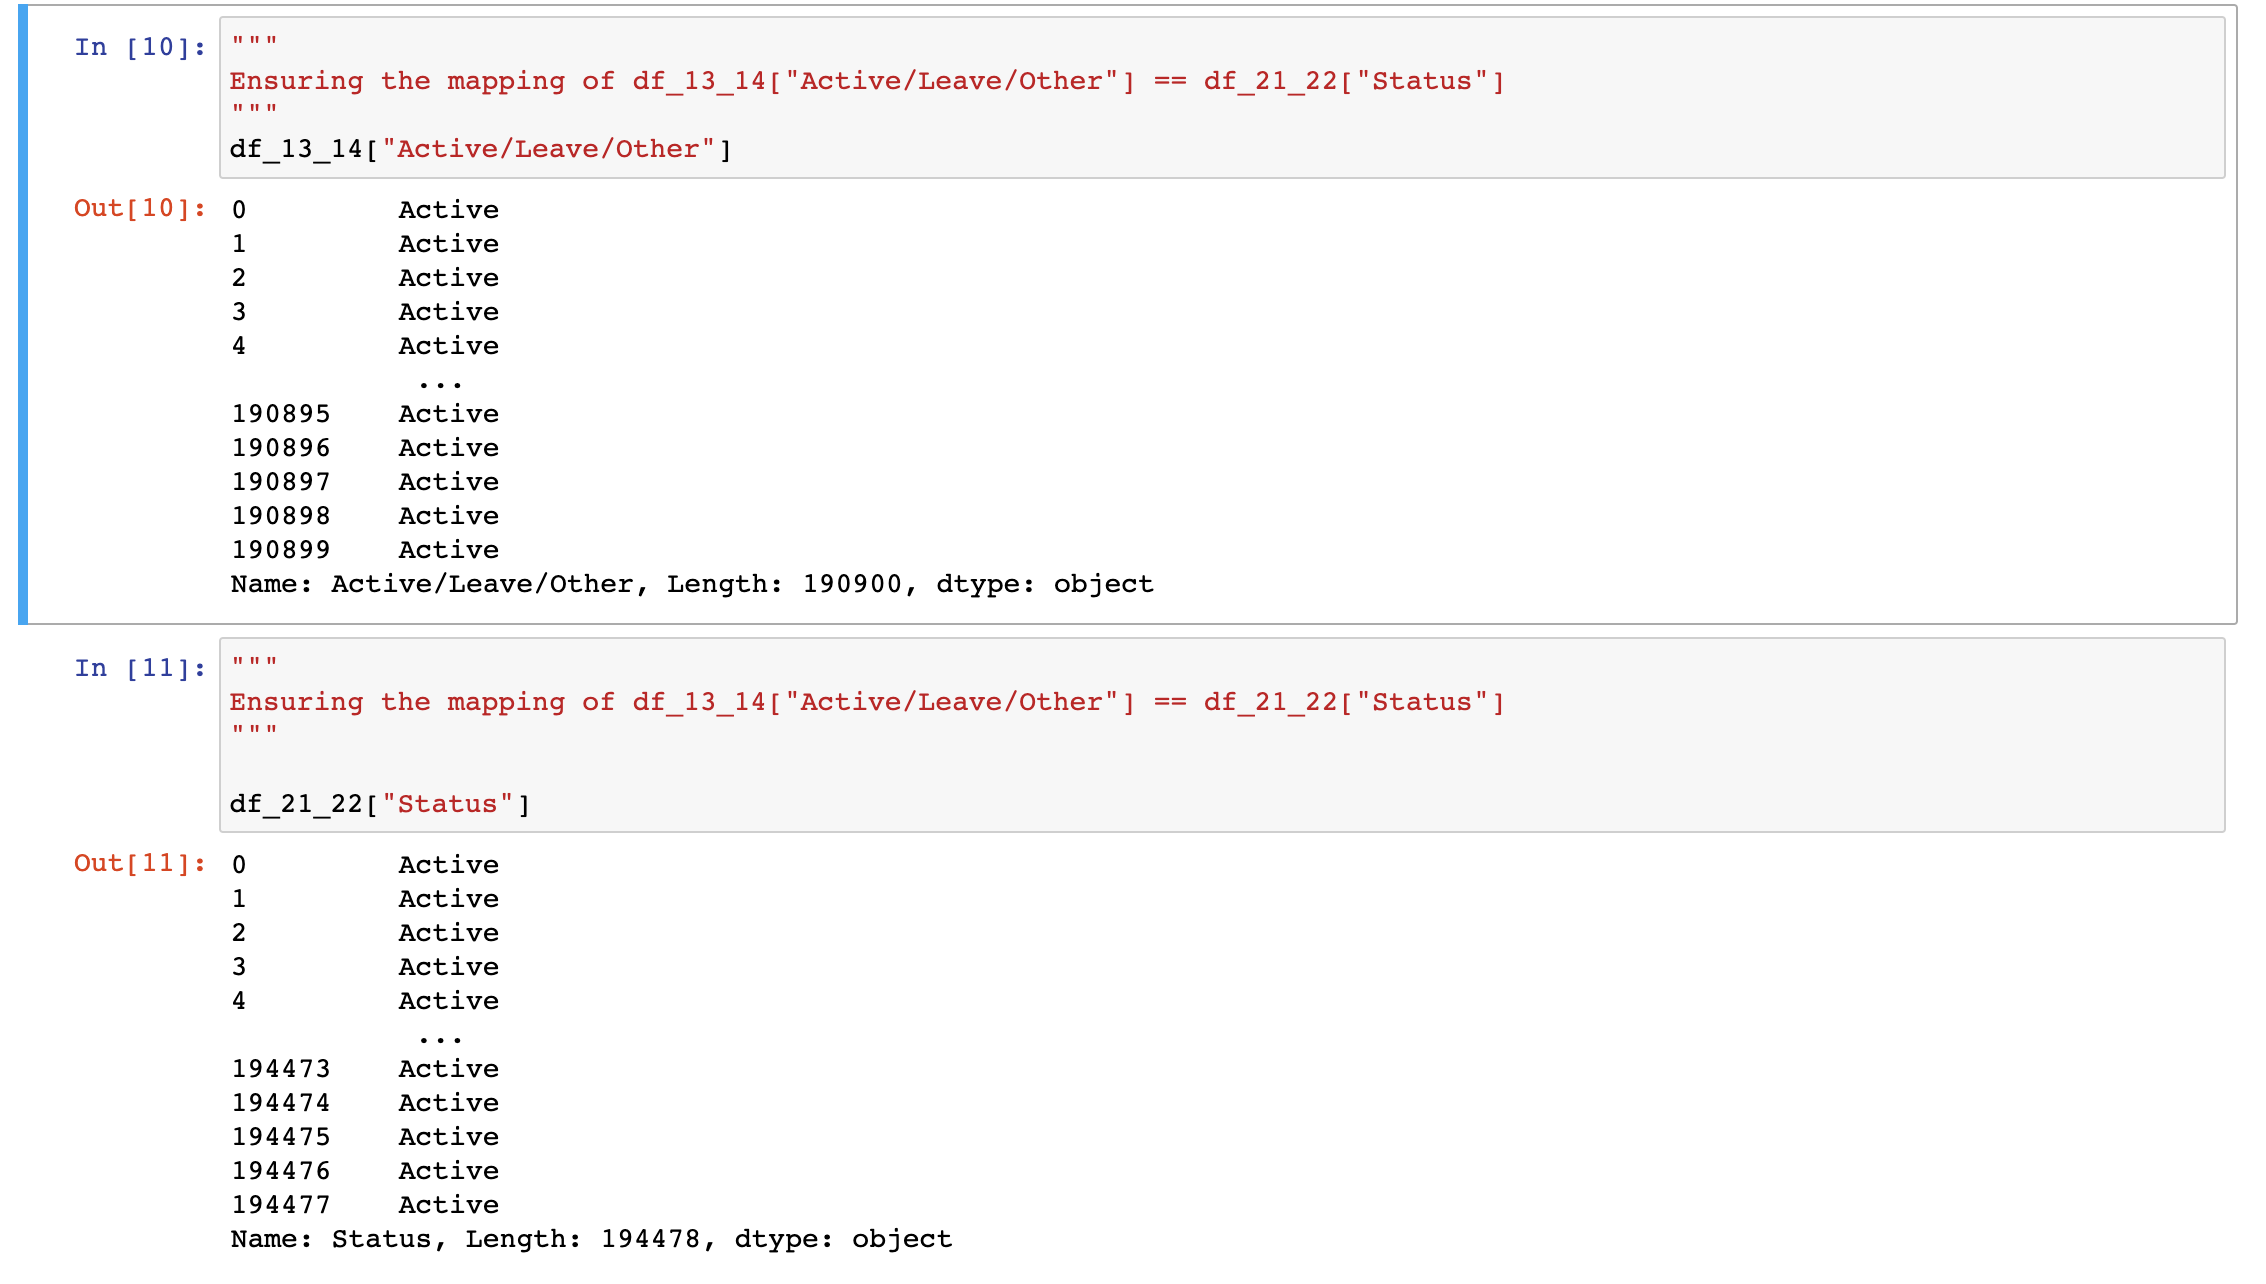 In [10]:
"""
Ensuring the mapping of df_13_14["Active/Leave/Other"] == df_21_22["Status"]
"""
df_13_14["Active/Leave/Other"]
Out[10]:
0         Active
1         Active
2         Active
3         Active
4         Active
           ...
190895    Active
190896    Active
190897    Active
190898    Active
190899    Active
Name: Active/Leave/Other, Length: 190900, dtype: object
In [11]:
"""
Ensuring the mapping of df_13_14["Active/Leave/Other"] == df_21_22["Status"]
"""
df_21_22["Status"]
Out[11]:
0         Active
1         Active
2         Active
3         Active
4         Active
           ...
194473    Active
194474    Active
194475    Active
194476    Active
194477    Active
Name: Status, Length: 194478, dtype: object